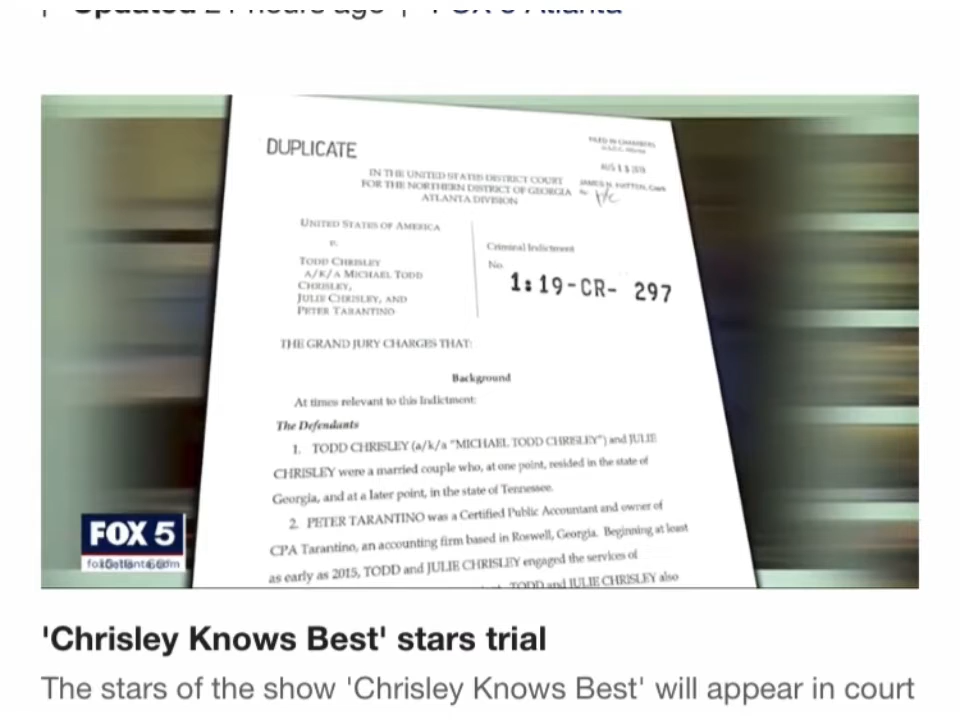 DUPLICATE
IN THE UNITED STATES DISTRICT COURT
FOR THE NORTHERN DISTRICT OF GEORGIA
ATLANTA DIVISION
UNITED STATES OF AMERICA
v.
TODD CHRISLEY
A/K/A MICHAEL TODD
CHRISLEY,
JULIE CHRISLEY, AND
PETER TARANTINO
Criminal Indictment
No.
1:19-CR- 297
THE GRAND JURY CHARGES THAT:
Background
At times relevant to this Indictment:
The Defendants
1. TODD CHRISLEY (a/k/a "MICHAEL TODD CHRISLEY") and JULIE
CHRISLEY were a married couple who, at one point, resided in the state of
Georgia, and at a later point, in the state of Tennessee.
2. PETER TARANTINO was a Certified Public Accountant and owner of
CPA Tarantino, an accounting firm based in Roswell, Georgia. Beginning at least
as early as 2015, TODD and JULIE CHRISLEY engaged the services of
TODD and JULIE CHRISLEY also
FOX 5
'Chrisley Knows Best' stars trial
The stars of the show 'Chrisley Knows Best' will appear in court